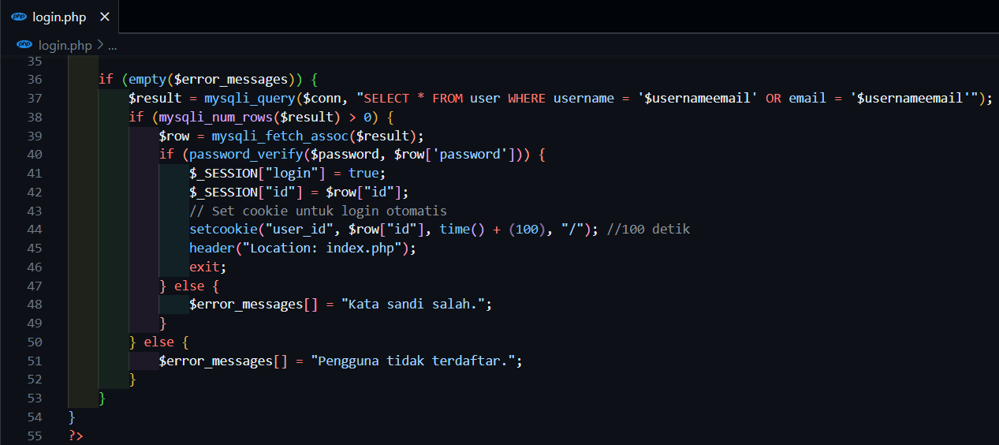 php login.php ×
php login.php > ...
35
36 if (empty($error_messages)) {
37 $result = mysqli_query($conn, "SELECT * FROM user WHERE username = '$usernameemail' OR email = '$usernameemail'");
38 if (mysqli_num_rows($result) > 0) {
39 $row = mysqli_fetch_assoc($result);
40 if (password_verify($password, $row['password'])) {
41 $_SESSION["login"] = true;
42 $_SESSION["id"] = $row["id"];
43 // Set cookie untuk login otomatis
44 setcookie("user_id", $row["id"], time() + (100), "/"); //100 detik
45 header("Location: index.php");
46 exit;
47 } else {
48 $error_messages[] = "Kata sandi salah.";
49 }
50 } else {
51 $error_messages[] = "Pengguna tidak terdaftar.";
52 }
53 }
54 }
55 ?>